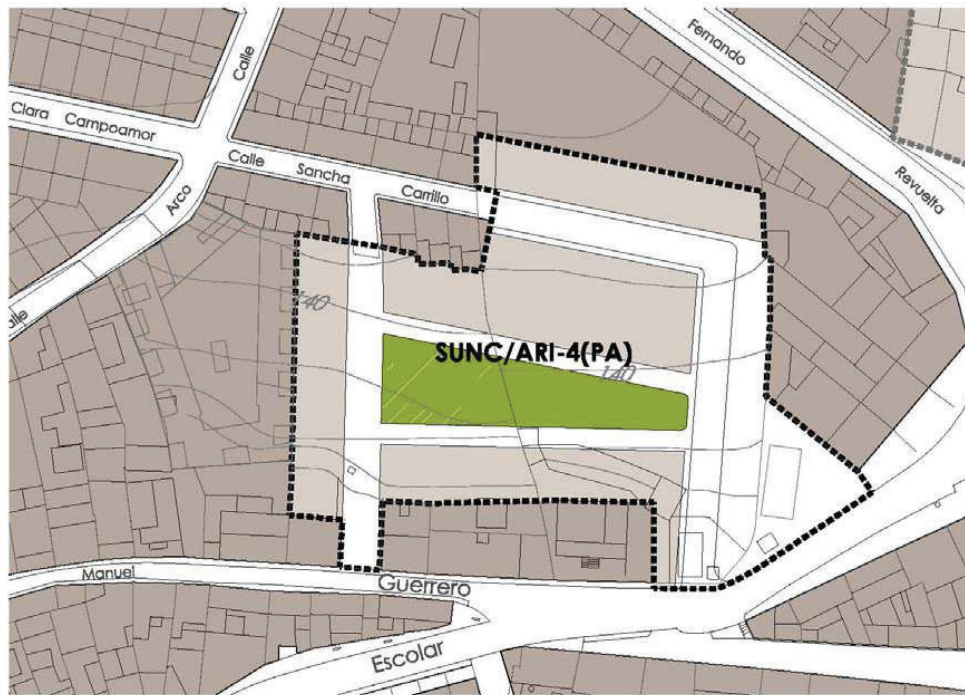 Fernando
Revuelta
Calle
Clara Campoamor
Calle
Sancha
Carrillo
Arco
140
SUNC/ARI-4(PA)
140
Manuel
Guerrero
Escolar